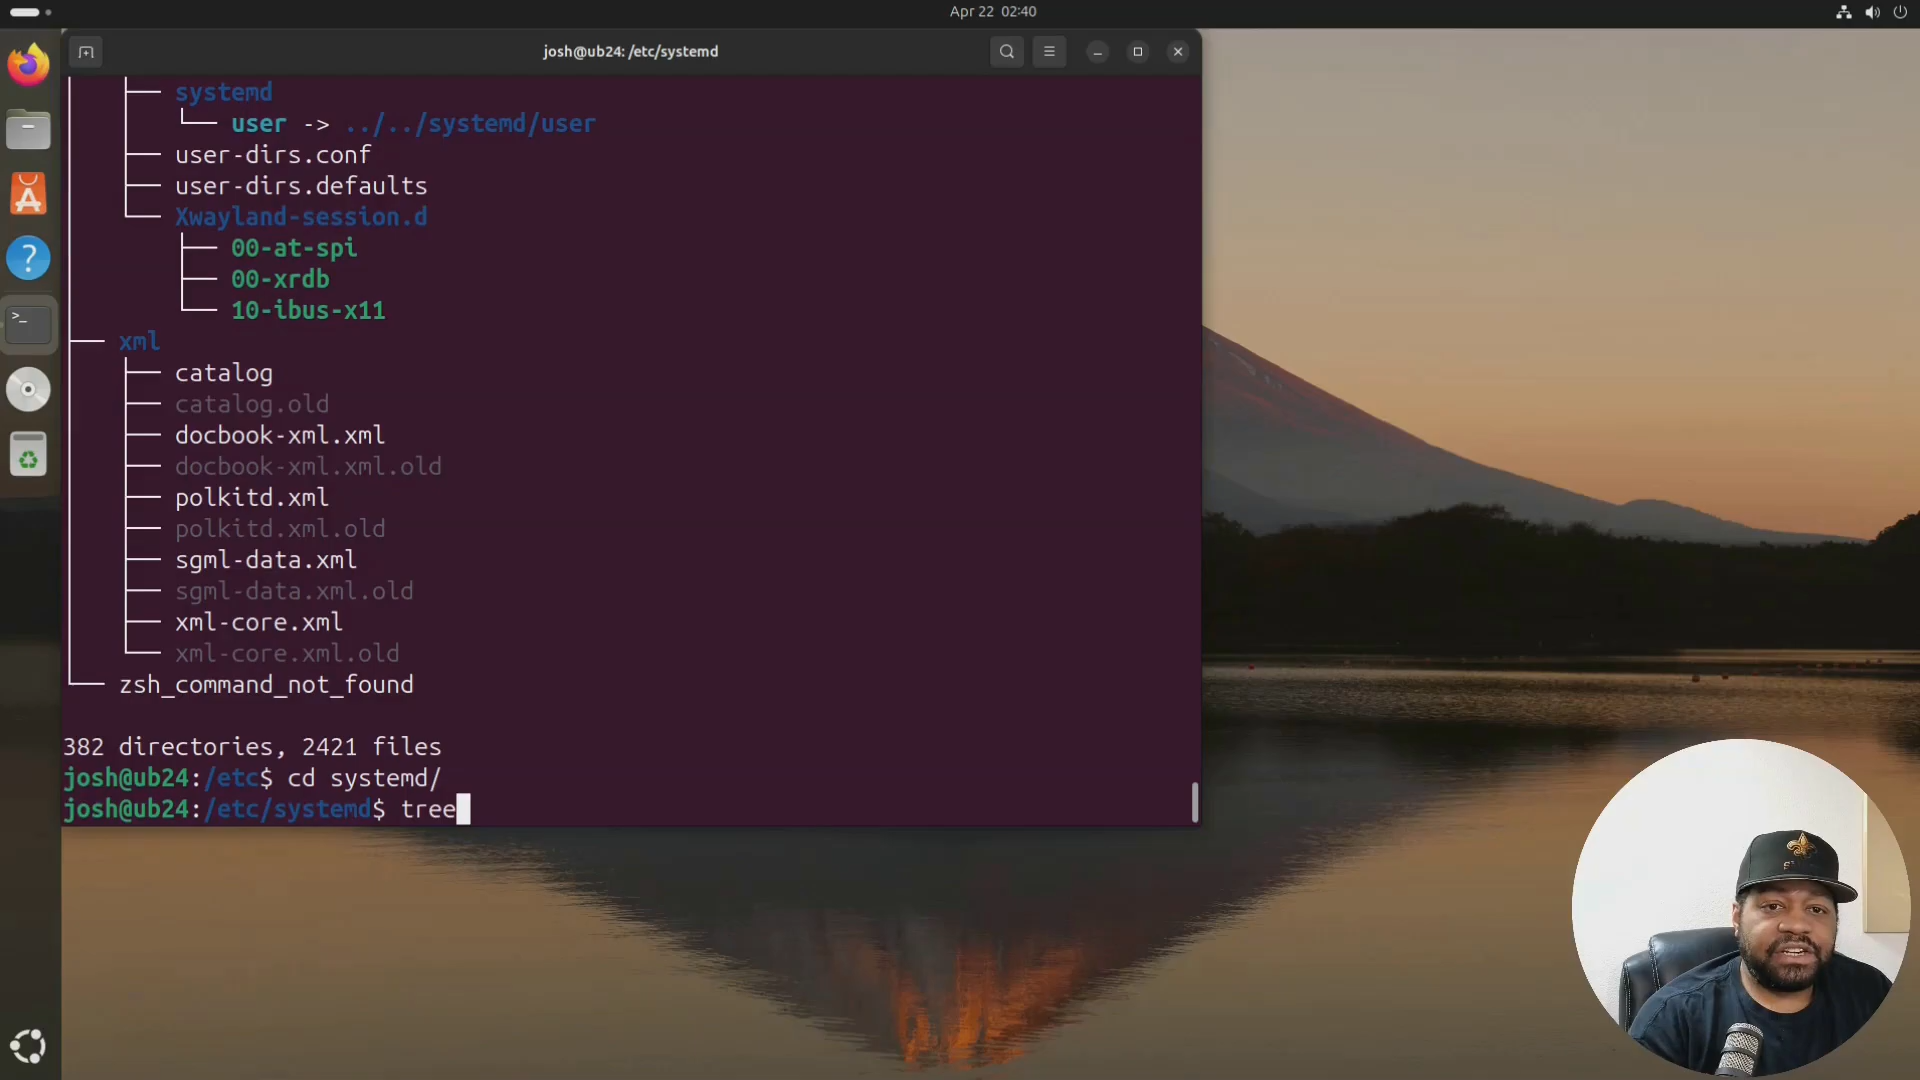 Apr 22 02:40
josh@ub24: /etc/systemd
systemd
user -> ../../systemd/user
user-dirs.conf
user-dirs.defaults
Xwayland-session.d
00-at-spi
00-xrdb
10-ibus-x11
xml
catalog
catalog.old
docbook-xml.xml
docbook-xml.xml.old
polkitd.xml
polkitd.xml.old
sgml-data.xml
sgml-data.xml.old
xml-core.xml
xml-core.xml.old
zsh_command_not_found
382 directories, 2421 files
josh@ub24:/etc$ cd systemd/
josh@ub24:/etc/systemd$ tree